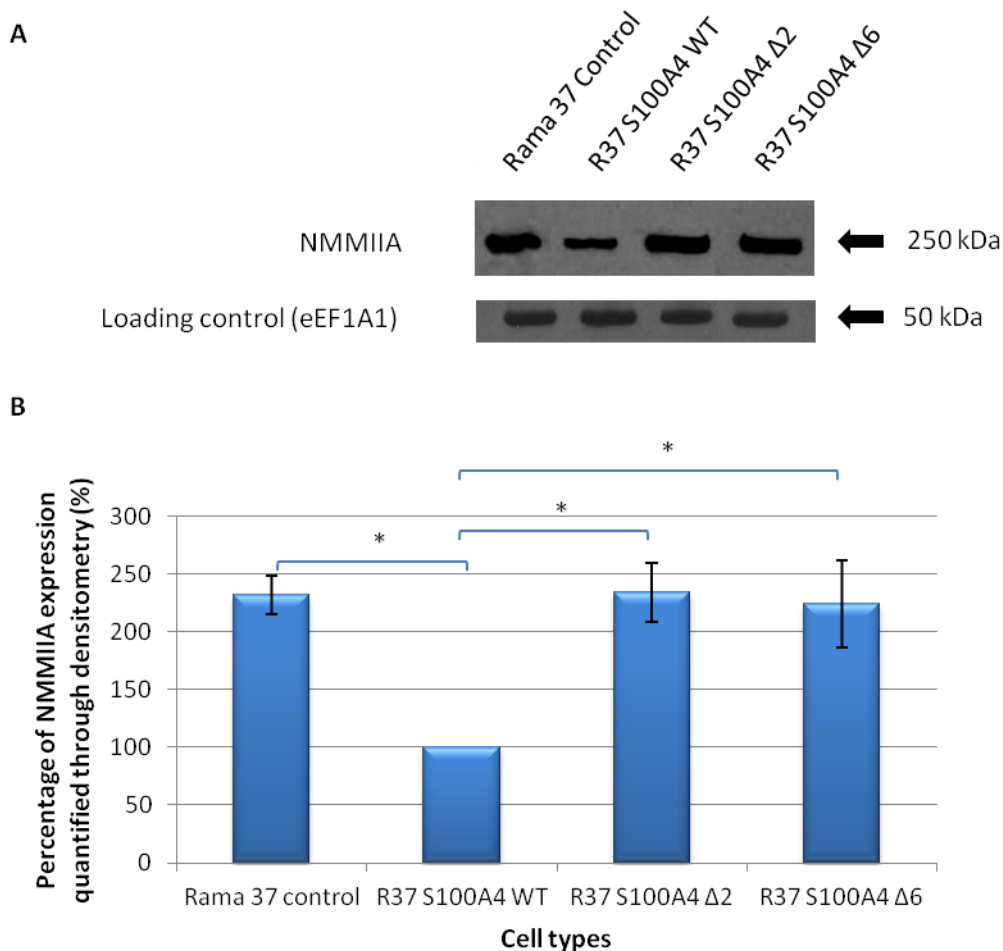 A
Rama 37 Control
R37 S100A4 WT
R37 S100A4 Δ2
R37 S100A4 Δ6
NMMIIA
250 kDa
Loading control (eEF1A1)
50 kDa
B
Percentage of NMMIIA expression
quantified through densitometry (%)
*
*
*
300
250
200
150
100
50
0
Rama 37 control
R37 S100A4 WT
R37 S100A4 Δ2
R37 S100A4 Δ6
Cell types